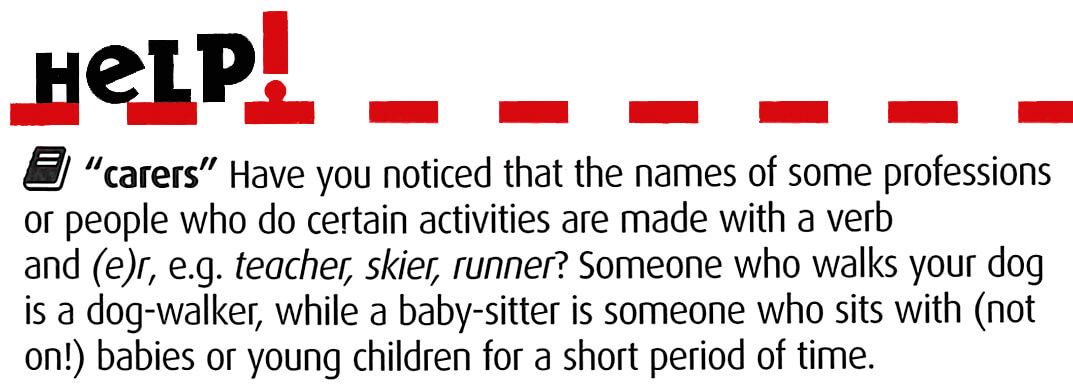 HeLP!
"carers" Have you noticed that the names of some professions
or people who do certain activities are made with a verb
and (e)r, e.g. teacher, skier, runner? Someone who walks your dog
is a dog-walker, while a baby-sitter is someone who sits with (not
on!) babies or young children for a short period of time.